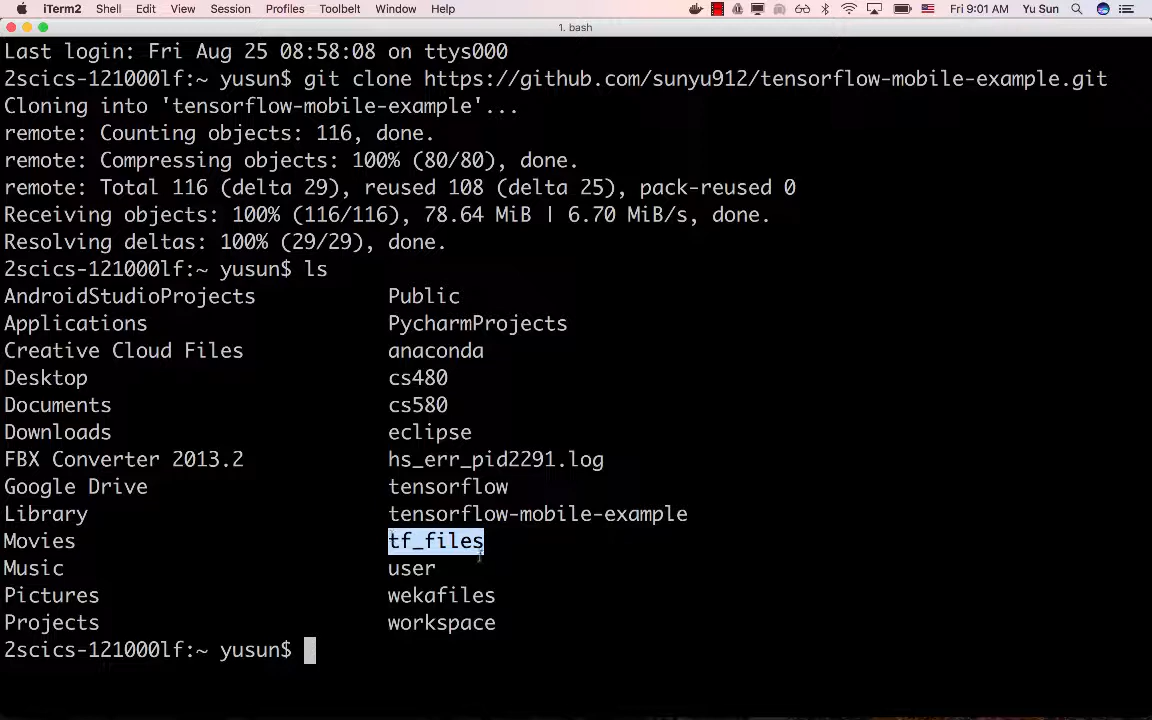 iTerm2 Shell Edit View Session Profiles Toolbelt Window Help Fri 9:01 AM Yu Sun
1. bash
Last login: Fri Aug 25 08:58:08 on ttys000
2scics-121000lf:~ yusun$ git clone https://github.com/sunyu912/tensorflow-mobile-example.git
Cloning into 'tensorflow-mobile-example'...
remote: Counting objects: 116, done.
remote: Compressing objects: 100% (80/80), done.
remote: Total 116 (delta 29), reused 108 (delta 25), pack-reused 0
Receiving objects: 100% (116/116), 78.64 MiB | 6.70 MiB/s, done.
Resolving deltas: 100% (29/29), done.
2scics-121000lf:~ yusun$ ls
AndroidStudioProjects Public
Applications PycharmProjects
Creative Cloud Files anaconda
Desktop cs480
Documents cs580
Downloads eclipse
FBX Converter 2013.2 hs_err_pid2291.log
Google Drive tensorflow
Library tensorflow-mobile-example
Movies tf_files
Music user
Pictures wekafiles
Projects workspace
2scics-121000lf:~ yusun$